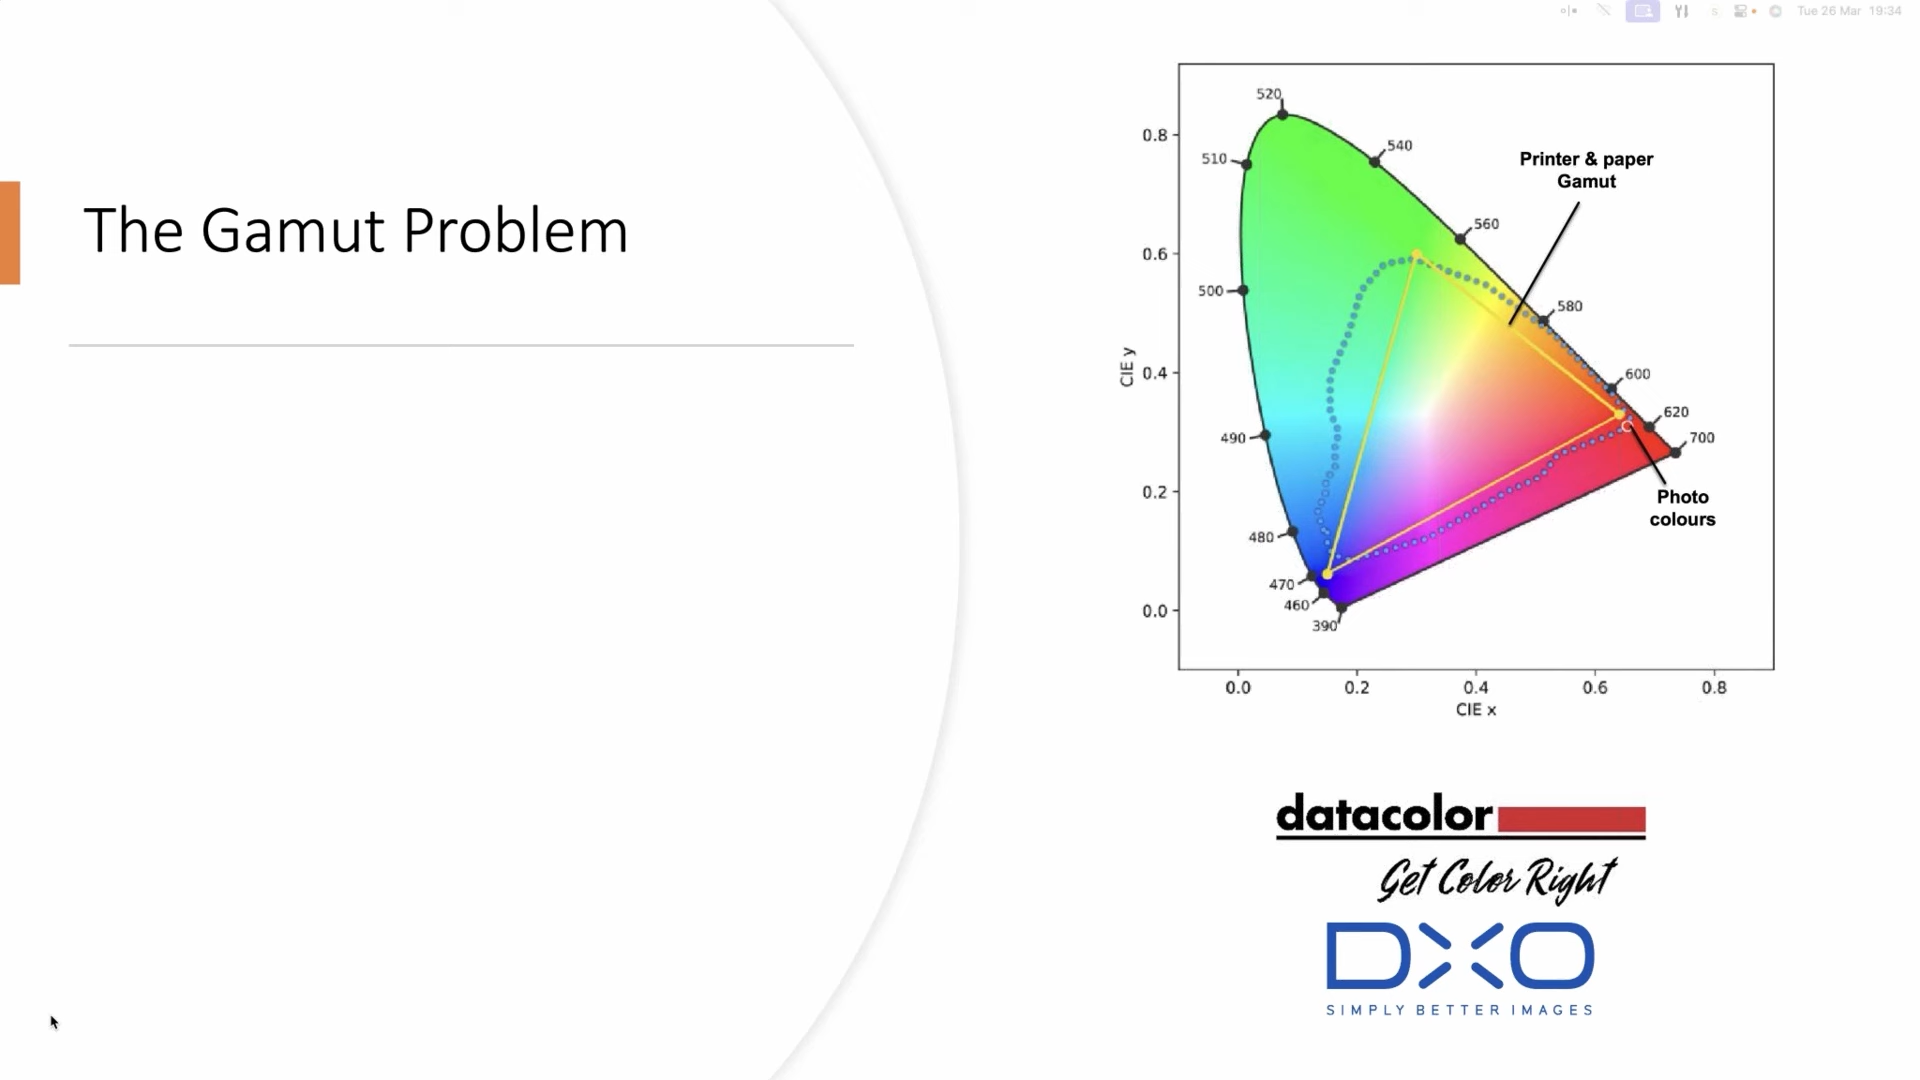 Tue 26 Mar 19:34
The Gamut Problem
520
510
540
560
500
580
600
620
700
490
480
470
460
390
Printer & paper
Gamut
Photo
colours
0.8
0.6
0.4
0.2
0.0
CIE y
0.0 0.2 0.4 0.6 0.8
CIE x
datacolor
Get Color Right
DXO
SIMPLY BETTER IMAGES